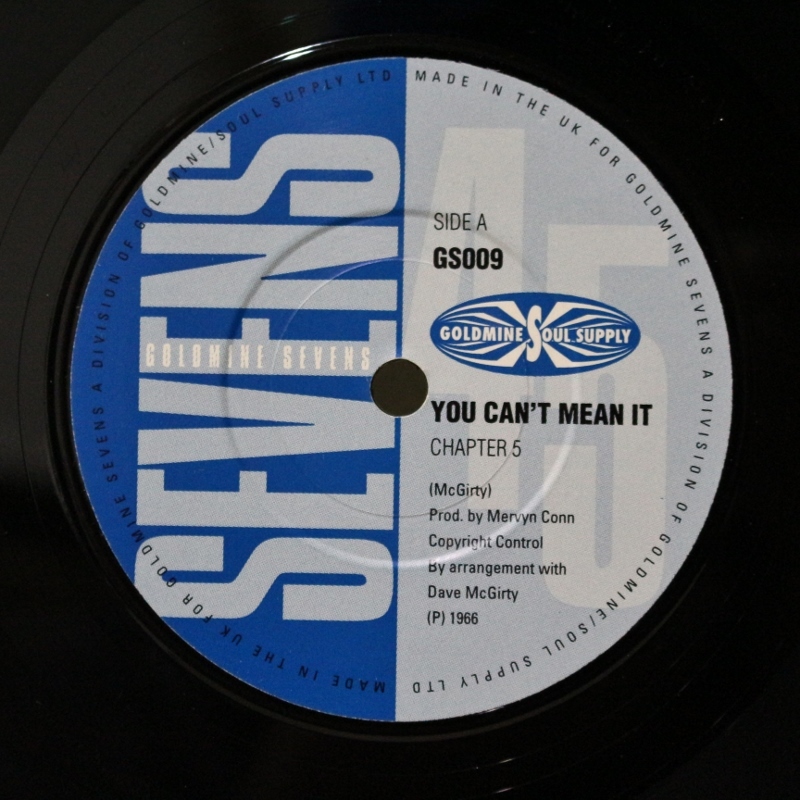 MADE IN THE UK FOR GOLDMINE SEVENS A DIVISION OF GOLDMINE/SOUL SUPPLY LTD
MADE IN THE UK FOR GOLDMINE SEVENS A DIVISION OF GOLDMINE/SOUL SUPPLY LTD
SEVENS
GOLDMINE SEVENS
45
SIDE A
GS009
GOLDMINE SOUL SUPPLY
YOU CAN'T MEAN IT
CHAPTER 5
(McGirty)
Prod. by Mervyn Conn
Copyright Control
By arrangement with
Dave McGirty
(P) 1966